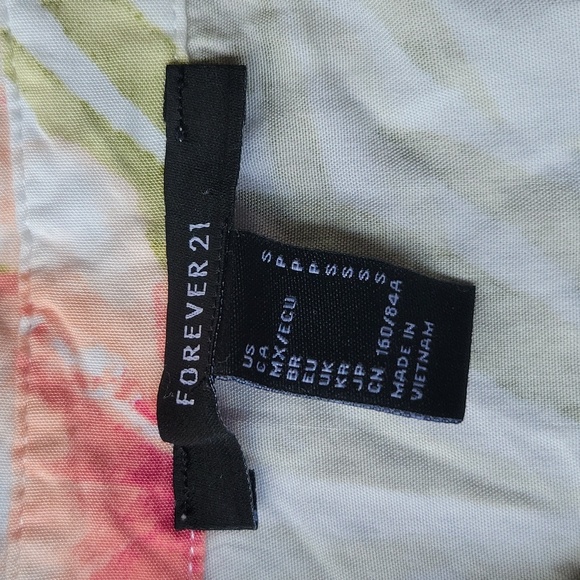 FOREVER 21
US S
CA P
MX/ECU P
BR P
EU S
UK S
KR S
JP S
CN 160/84A
MADE IN
VIETNAM